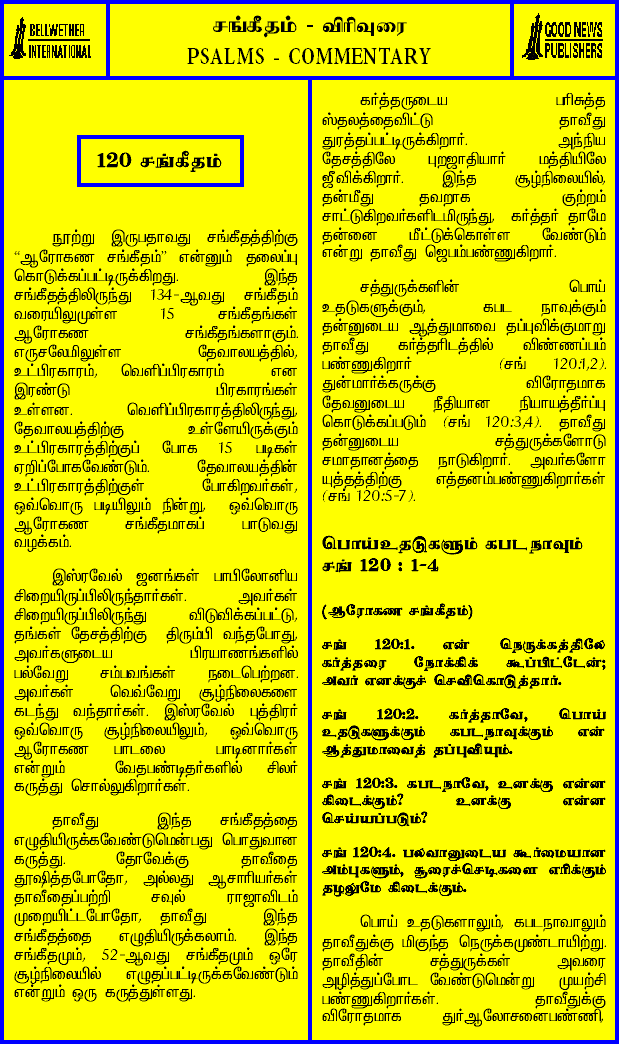 BELLWETHER
INTERNATIONAL
சங்கீதம் - விரிவுரை
PSALMS - COMMENTARY
GOOD NEWS
PUBLISHERS
120 சங்கீதம்
நூற்று இருபதாவது சங்கீதத்திற்கு
“ஆரோகண சங்கீதம்” என்னும் தலைப்பு
கொடுக்கப்பட்டிருக்கிறது. இந்த
சங்கீதத்திலிருந்து 134-ஆவது சங்கீதம்
வரையிலுமுள்ள 15 சங்கீதங்கள்
ஆரோகண சங்கீதங்களாகும்.
எருசலேமிலுள்ள தேவாலயத்தில்,
உட்பிரகாரம், வெளிப்பிரகாரம் என
இரண்டு பிரகாரங்கள்
உள்ளன. வெளிப்பிரகாரத்திலிருந்து,
தேவாலயத்திற்கு உள்ளேயிருக்கும்
உட்பிரகாரத்திற்குப் போக 15 படிகள்
ஏறிப்போகவேண்டும். தேவாலயத்தின்
உட்பிரகாரத்திற்குள் போகிறவர்கள்,
ஒவ்வொரு படியிலும் நின்று, ஒவ்வொரு
ஆரோகண சங்கீதமாகப் பாடுவது
வழக்கம்.
இஸ்ரவேல் ஜனங்கள் பாபிலோனிய
சிறையிருப்பிலிருந்தார்கள். அவர்கள்
சிறையிருப்பிலிருந்து விடுவிக்கப்பட்டு,
தங்கள் தேசத்திற்கு திரும்பி வந்தபோது,
அவர்களுடைய பிரயாணங்களில்
பல்வேறு சம்பவங்கள் நடைபெற்றன.
அவர்கள் வெவ்வேறு சூழ்நிலைகளை
கடந்து வந்தார்கள். இஸ்ரவேல் புத்திரர்
ஒவ்வொரு சூழ்நிலையிலும், ஒவ்வொரு
ஆரோகண பாடலை பாடினார்கள்
என்றும் வேதபண்டிதர்களில் சிலர்
கருத்து சொல்லுகிறார்கள்.
தாவீது இந்த சங்கீதத்தை
எழுதியிருக்கவேண்டுமென்பது பொதுவான
கருத்து. தோவேக்கு தாவீதை
தூஷித்தபோதோ, அல்லது ஆசாரியர்கள்
தாவீதைப்பற்றி சவுல் ராஜாவிடம்
முறையிட்டபோதோ, தாவீது இந்த
சங்கீதத்தை எழுதியிருக்கலாம். இந்த
சங்கீதமும், 52-ஆவது சங்கீதமும் ஒரே
சூழ்நிலையில் எழுதப்பட்டிருக்கவேண்டும்
என்றும் ஒரு கருத்துள்ளது.
கர்த்தருடைய பரிசுத்த
ஸ்தலத்தைவிட்டு தாவீது
துரத்தப்பட்டிருக்கிறார். அந்நிய
தேசத்திலே புறஜாதியார் மத்தியிலே
ஜீவிக்கிறார். இந்த சூழ்நிலையில்,
தன்மீது தவறாக குற்றம்
சாட்டுகிறவர்களிடமிருந்து, கர்த்தர் தாமே
தன்னை மீட்டுக்கொள்ள வேண்டும்
என்று தாவீது ஜெபம்பண்ணுகிறார்.
சத்துருக்களின் பொய்
உதடுகளுக்கும், கபட நாவுக்கும்
தன்னுடைய ஆத்துமாவை தப்புவிக்குமாறு
தாவீது கர்த்தரிடத்தில் விண்ணப்பம்
பண்ணுகிறார் (சங் 120:1,2).
துன்மார்க்கருக்கு விரோதமாக
தேவனுடைய நீதியான நியாயத்தீர்ப்பு
கொடுக்கப்படும் (சங் 120:3,4). தாவீது
தன்னுடைய சத்துருக்களோடு
சமாதானத்தை நாடுகிறார். அவர்களோ
யுத்தத்திற்கு எத்தனம்பண்ணுகிறார்கள்
(சங் 120:5-7).
பொய்உதடுகளும் கபடநாவும்
சங் 120 : 1-4
(ஆரோகண சங்கீதம்)
சங் 120:1. என் நெருக்கத்திலே
கர்த்தரை நோக்கிக் கூப்பிட்டேன்;
அவர் எனக்குச் செவிகொடுத்தார்.
சங் 120:2. கர்த்தாவே, பொய்
உதடுகளுக்கும் கபடநாவுக்கும் என்
ஆத்துமாவைத் தப்புவியும்.
சங் 120:3. கபடநாவே, உனக்கு என்ன
கிடைக்கும்? உனக்கு என்ன
செய்யப்படும்?
சங் 120:4. பலவானுடைய கூர்மையான
அம்புகளும், சூரைச்செடிகளை எரிக்கும்
தழலுமே கிடைக்கும்.
பொய் உதடுகளாலும், கபடநாவாலும்
தாவீதுக்கு மிகுந்த நெருக்கமுண்டாயிற்று.
தாவீதின் சத்துருக்கள் அவரை
அழித்துப்போட வேண்டுமென்று முயற்சி
பண்ணுகிறார்கள். தாவீதுக்கு
விரோதமாக துர்ஆலோசனைபண்ணி,